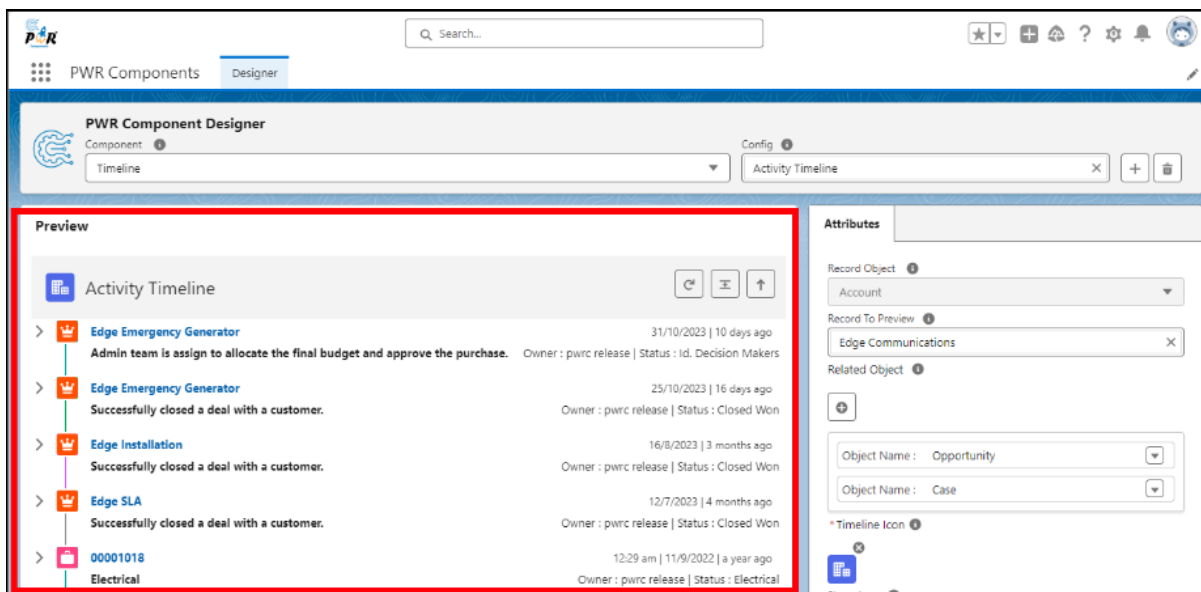 PWR
Search...
PWR Components
Designer
PWR Component Designer
Component
Config
Timeline
Activity Timeline
Preview
Attributes
Activity Timeline
Record Object
Account
Record To Preview
Edge Communications
Related Object
Object Name : Opportunity
Object Name : Case
*Timeline Icon
Edge Emergency Generator 31/10/2023 | 10 days ago
Admin team is assign to allocate the final budget and approve the purchase. Owner : pwrc release | Status : Id. Decision Makers
Edge Emergency Generator 25/10/2023 | 16 days ago
Successfully closed a deal with a customer. Owner : pwrc release | Status : Closed Won
Edge Installation 16/8/2023 | 3 months ago
Successfully closed a deal with a customer. Owner : pwrc release | Status : Closed Won
Edge SLA 12/7/2023 | 4 months ago
Successfully closed a deal with a customer. Owner : pwrc release | Status : Closed Won
00001018 12:29 am | 11/9/2022 | a year ago
Electrical Owner : pwrc release | Status : Electrical